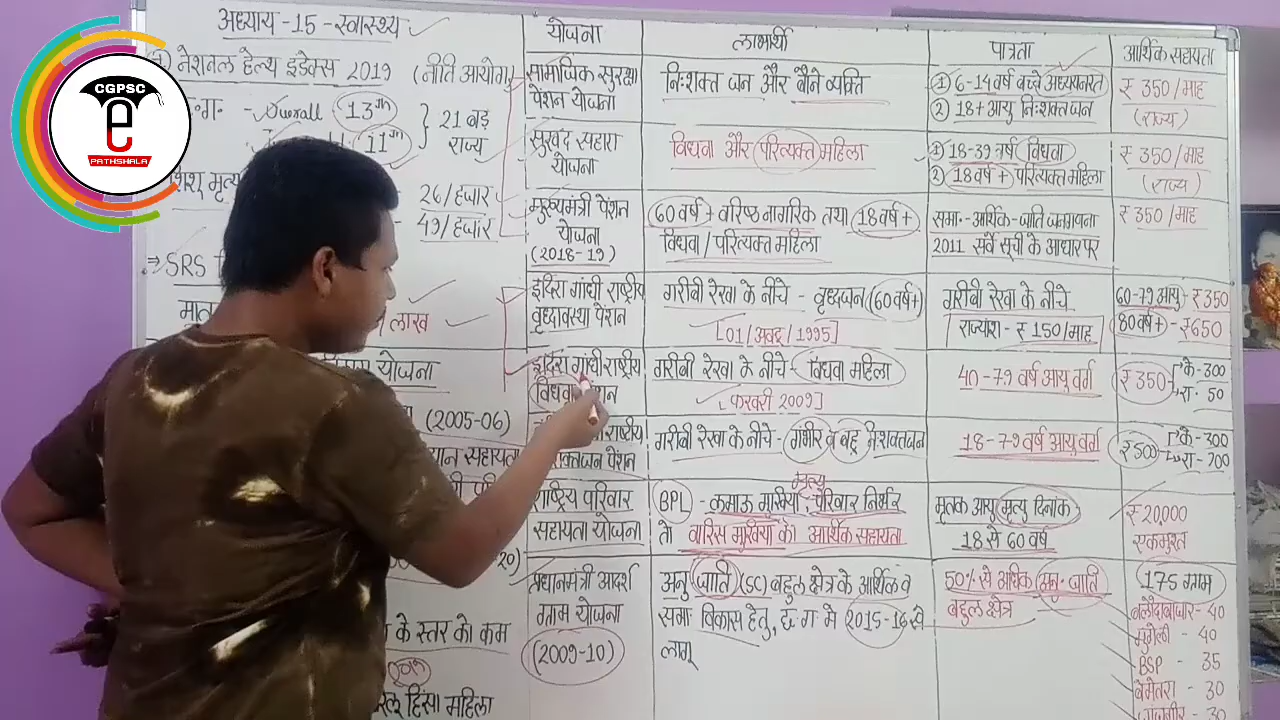 अध्याय - 15 - स्वास्थ्य
नेशनल हेल्थ इंडेक्स 2019 (नीति आयोग)
Overall 13th
11th
21 बड़े
राज्य
26/हजार
49/हजार
SRS
लाख
योजना
(2005-06)
सहायता
20)
के स्तर को कम
हिंसा महिला
CGPSC
e
PATHSHALA
योजना लाभार्थी पात्रता आर्थिक सहायता
सामाजिक सुरक्षा
पेंशन योजना
निःशक्त जन और बौने व्यक्ति
① 6-14 वर्ष बच्चे अध्ययनरत
② 18+ आयु निःशक्तजन
₹ 350/माह
(राज्य)
सुखद सहारा
योजना
विधवा और परित्यक्त महिला
① 18-39 वर्ष विधवा
② 18 वर्ष + परित्यक्त महिला
₹ 350/माह
(राज्य)
मुख्यमंत्री पेंशन
योजना
(2018-19)
60 वर्ष + वरिष्ठ नागरिक तथा 18 वर्ष +
विधवा / परित्यक्त महिला
समा.- आर्थिक - जाति जनगणना
2011 सर्वे सूची के आधार पर
₹ 350/माह
इंदिरा गांधी राष्ट्रीय
वृध्दावस्था पेंशन
गरीबी रेखा के नीचे - वृध्दजन (60 वर्ष+)
[01/अक्टू/1995]
गरीबी रेखा के नीचे
राज्यांश - ₹ 150/माह
60-79 आयु - ₹ 350
80 वर्ष+) - ₹ 650
इंदिरा गांधी राष्ट्रीय
विधवा पेंशन
गरीबी रेखा के नीचे - विधवा महिला
[फरवरी 2009]
40-79 वर्ष आयु वर्ग
₹ 350
के - 300
रा - 50
राष्ट्रीय
पेंशन
गरीबी रेखा के नीचे - गंभीर व बहु निःशक्तजन
18-79 वर्ष आयु वर्ग
₹ 500
के - 300
रा - 200
राष्ट्रिय परिवार
सहायता योजना
मृत्यु
BPL - कमाऊ मुखिया, परिवार निर्भर
तो वारिस मुखिया को आर्थिक सहायता
मृतक आयु मृत्यु दिनांक
18 से 60 वर्ष
₹ 20,000
एकमुश्त
प्रधानमंत्री आदर्श
ग्राम योजना
(2009-10)
अनु. जाति (SC) बहुल क्षेत्र के आर्थिक व
समा. विकास हेतु, छ.ग मे 2015-16 से
लागू
50% से अधिक अनु. जाति
बहुल क्षेत्र
175 ग्राम
बलौदाबाजार - 40
मुंगेली - 40
BSP - 35
बेमेतरा - 30
जांजगीर - 30